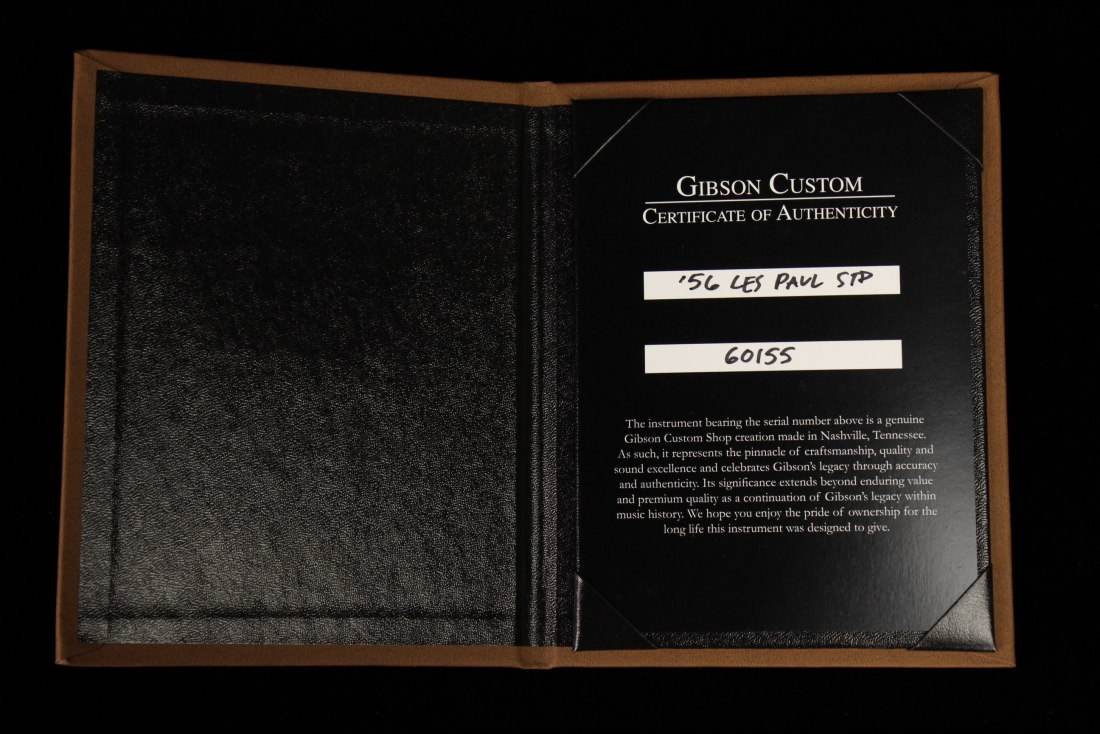 GIBSON CUSTOM
CERTIFICATE OF AUTHENTICITY
'56 LES PAUL STD
60155
The instrument bearing the serial number above is a genuine
Gibson Custom Shop creation made in Nashville, Tennessee.
As such, it represents the pinnacle of craftsmanship, quality and
sound excellence and celebrates Gibson's legacy through accuracy
and authenticity. Its significance extends beyond enduring value
and premium quality as a continuation of Gibson's legacy within
music history. We hope you enjoy the pride of ownership for the
long life this instrument was designed to give.